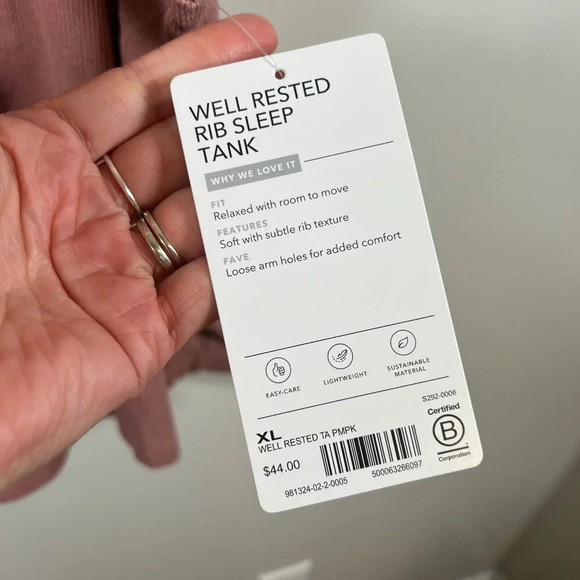 WELL RESTED
RIB SLEEP
TANK
WHY WE LOVE IT
FIT
Relaxed with room to move
FEATURES
Soft with subtle rib texture
FAVE
Loose arm holes for added comfort
EASY-CARE
LIGHTWEIGHT
SUSTAINABLE
MATERIAL
S292-0006
XL
WELL RESTED TA PMPK
$44.00
981324-02-2-0005
500063266097
Certified
B
Corporation